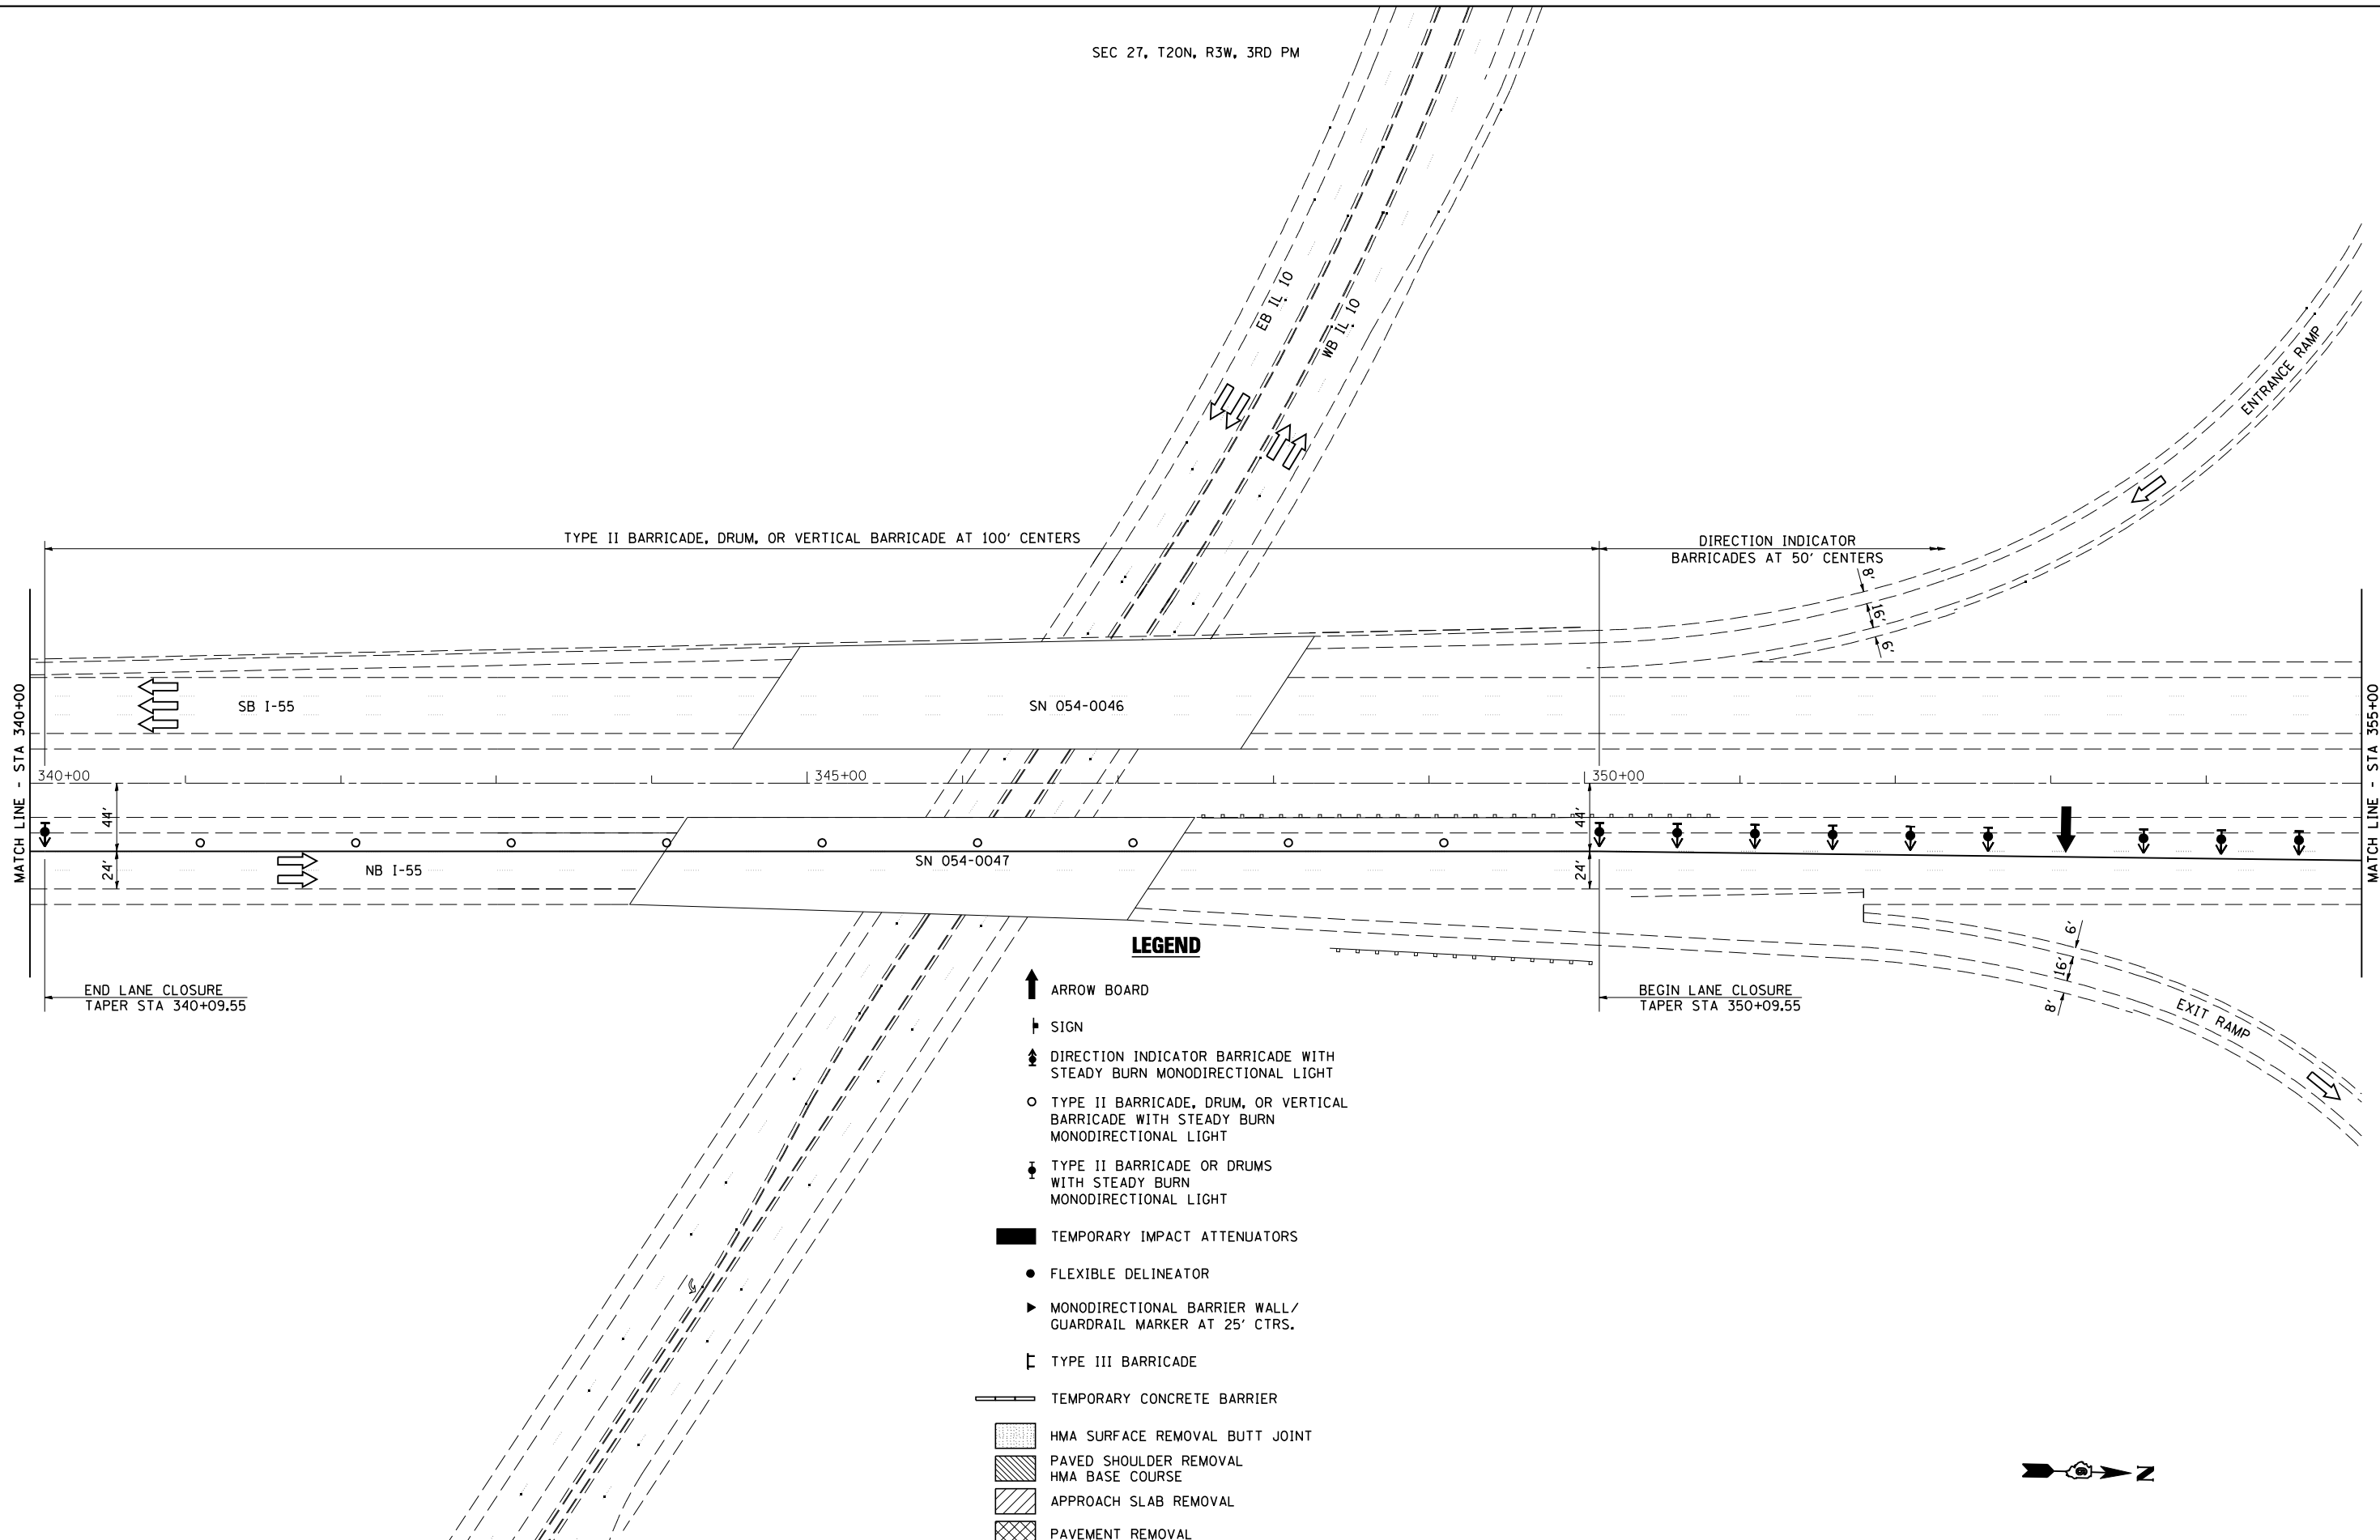 SEC 27, T20N, R3W, 3RD PM
EB IL 10
WB IL 10
ENTRANCE RAMP
TYPE II BARRICADE, DRUM, OR VERTICAL BARRICADE AT 100' CENTERS
DIRECTION INDICATOR
BARRICADES AT 50' CENTERS
8'
16'
6'
MATCH LINE - STA 340+00
SB I-55
SN 054-0046
MATCH LINE - STA 355+00
340+00
345+00
350+00
44'
44'
24'
NB I-55
SN 054-0047
24'
6'
16'
8'
EXIT RAMP
END LANE CLOSURE
TAPER STA 340+09.55
BEGIN LANE CLOSURE
TAPER STA 350+09.55
LEGEND
ARROW BOARD
SIGN
DIRECTION INDICATOR BARRICADE WITH
STEADY BURN MONODIRECTIONAL LIGHT
TYPE II BARRICADE, DRUM, OR VERTICAL
BARRICADE WITH STEADY BURN
MONODIRECTIONAL LIGHT
TYPE II BARRICADE OR DRUMS
WITH STEADY BURN
MONODIRECTIONAL LIGHT
TEMPORARY IMPACT ATTENUATORS
FLEXIBLE DELINEATOR
MONODIRECTIONAL BARRIER WALL/
GUARDRAIL MARKER AT 25' CTRS.
TYPE III BARRICADE
TEMPORARY CONCRETE BARRIER
HMA SURFACE REMOVAL BUTT JOINT
PAVED SHOULDER REMOVAL
HMA BASE COURSE
APPROACH SLAB REMOVAL
PAVEMENT REMOVAL
N